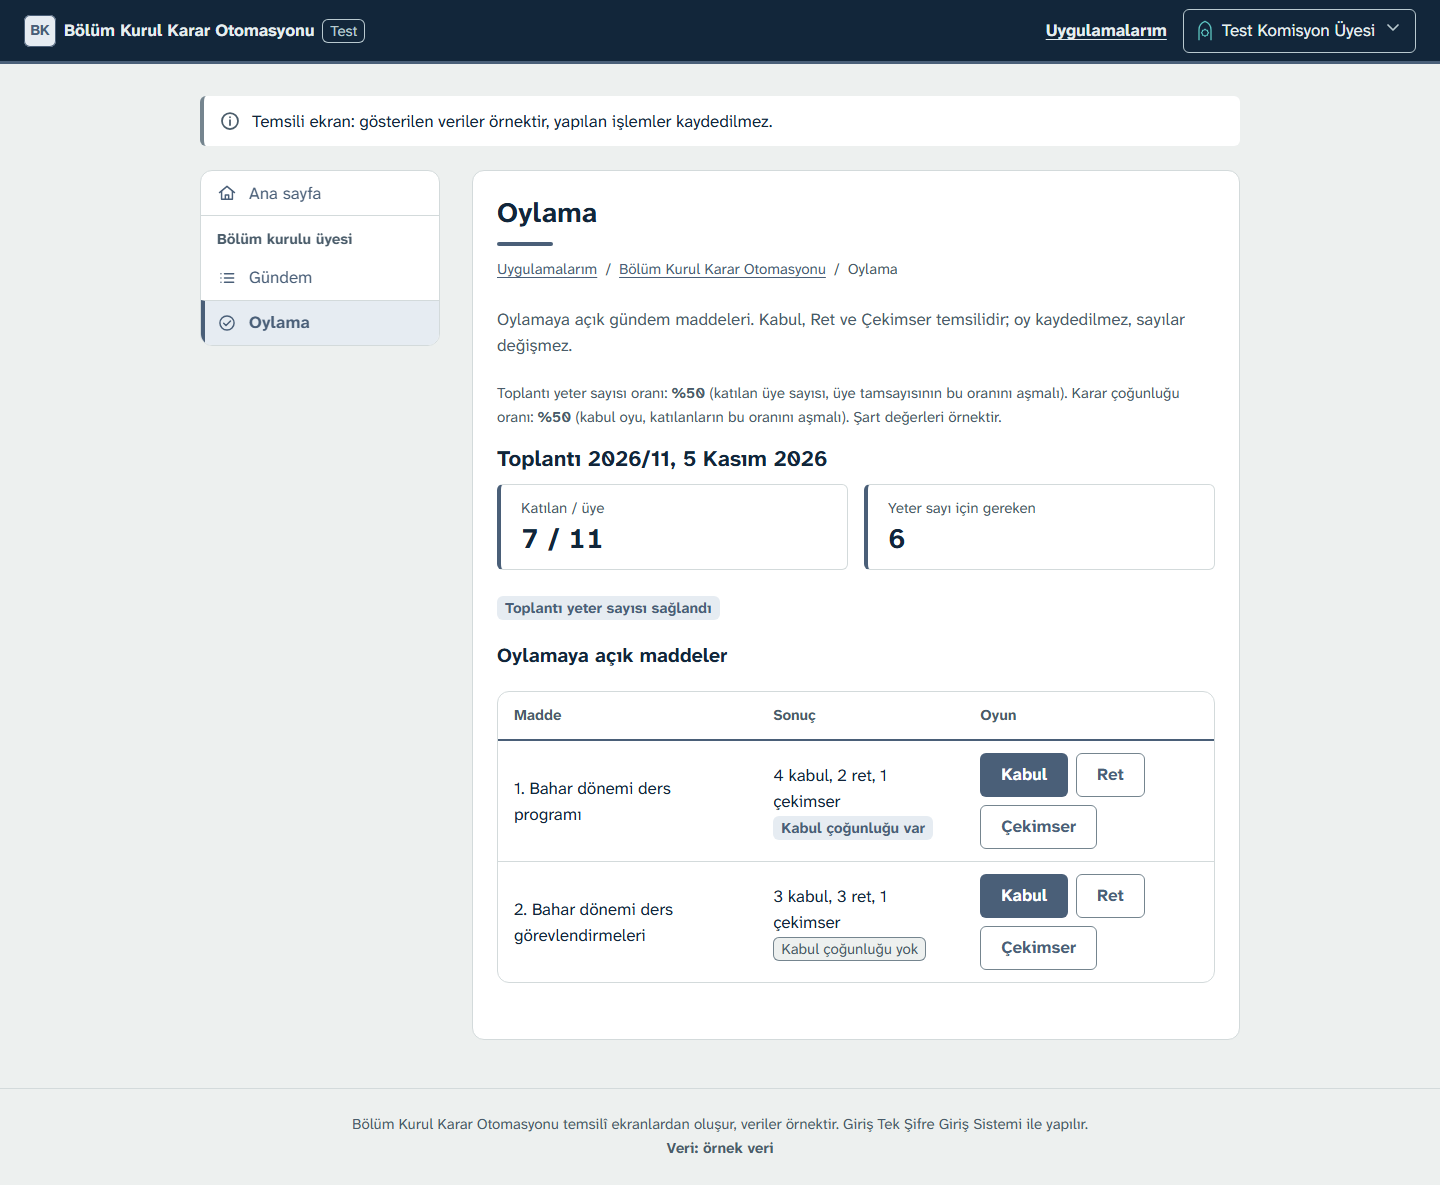 BK Bölüm Kurul Karar Otomasyonu Test
Uygulamalarım
Test Komisyon Üyesi
Temsili ekran: gösterilen veriler örnektir, yapılan işlemler kaydedilmez.
Ana sayfa
Bölüm kurulu üyesi
Gündem
Oylama
Oylama
Uygulamalarım / Bölüm Kurul Karar Otomasyonu / Oylama
Oylamaya açık gündem maddeleri. Kabul, Ret ve Çekimser temsilidir; oy kaydedilmez, sayılar
değişmez.
Toplantı yeter sayısı oranı: %50 (katılan üye sayısı, üye tamsayısının bu oranını aşmalı). Karar çoğunluğu
oranı: %50 (kabul oyu, katılanların bu oranını aşmalı). Şart değerleri örnektir.
Toplantı 2026/11, 5 Kasım 2026
Katılan / üye
7 / 11
Yeter sayı için gereken
6
Toplantı yeter sayısı sağlandı
Oylamaya açık maddeler
Madde Sonuç Oyun
1. Bahar dönemi ders
programı
4 kabul, 2 ret, 1
çekimser
Kabul çoğunluğu var
Kabul Ret
Çekimser
2. Bahar dönemi ders
görevlendirmeleri
3 kabul, 3 ret, 1
çekimser
Kabul çoğunluğu yok
Kabul Ret
Çekimser
Bölüm Kurul Karar Otomasyonu temsilî ekranlardan oluşur, veriler örnektir. Giriş Tek Şifre Giriş Sistemi ile yapılır.
Veri: örnek veri